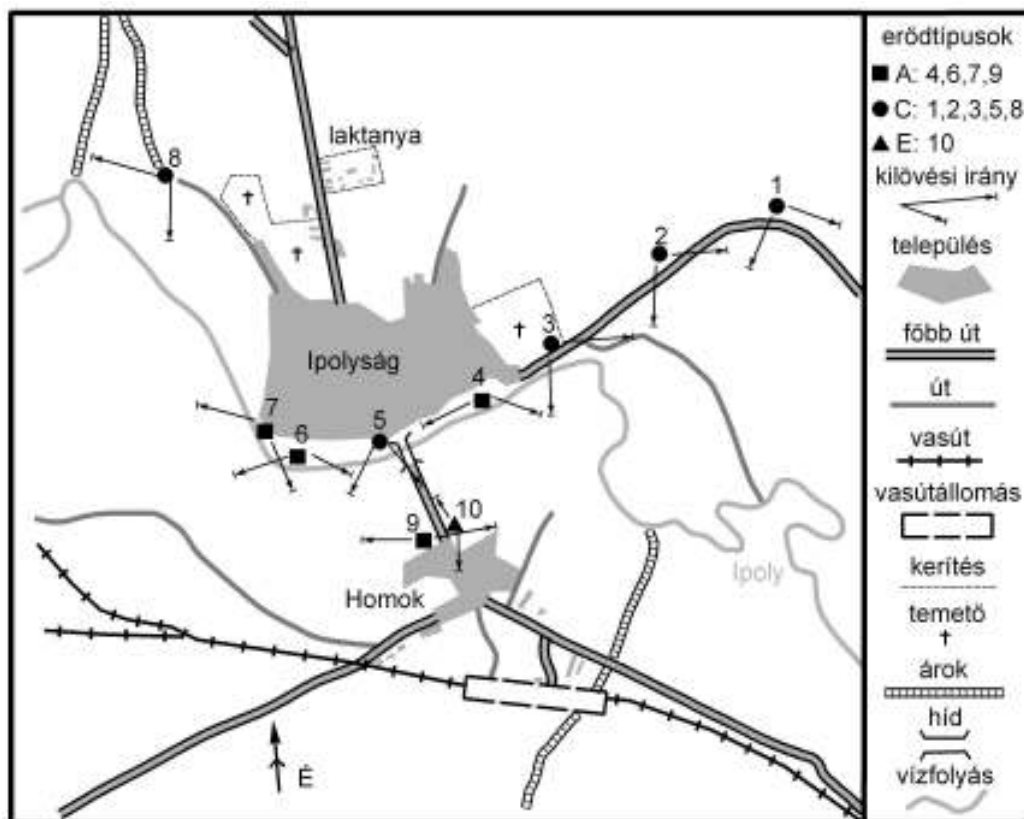 8
laktanya
1
2
3
Ipolyság
4
7
5
6
10
9
Homok
Ipoly
É
erődtípusok
A: 4,6,7,9
C: 1,2,3,5,8
E: 10
kilövési irány
település
főbb út
út
vasút
vasútállomás
kerítés
temető
árok
híd
vízfolyás